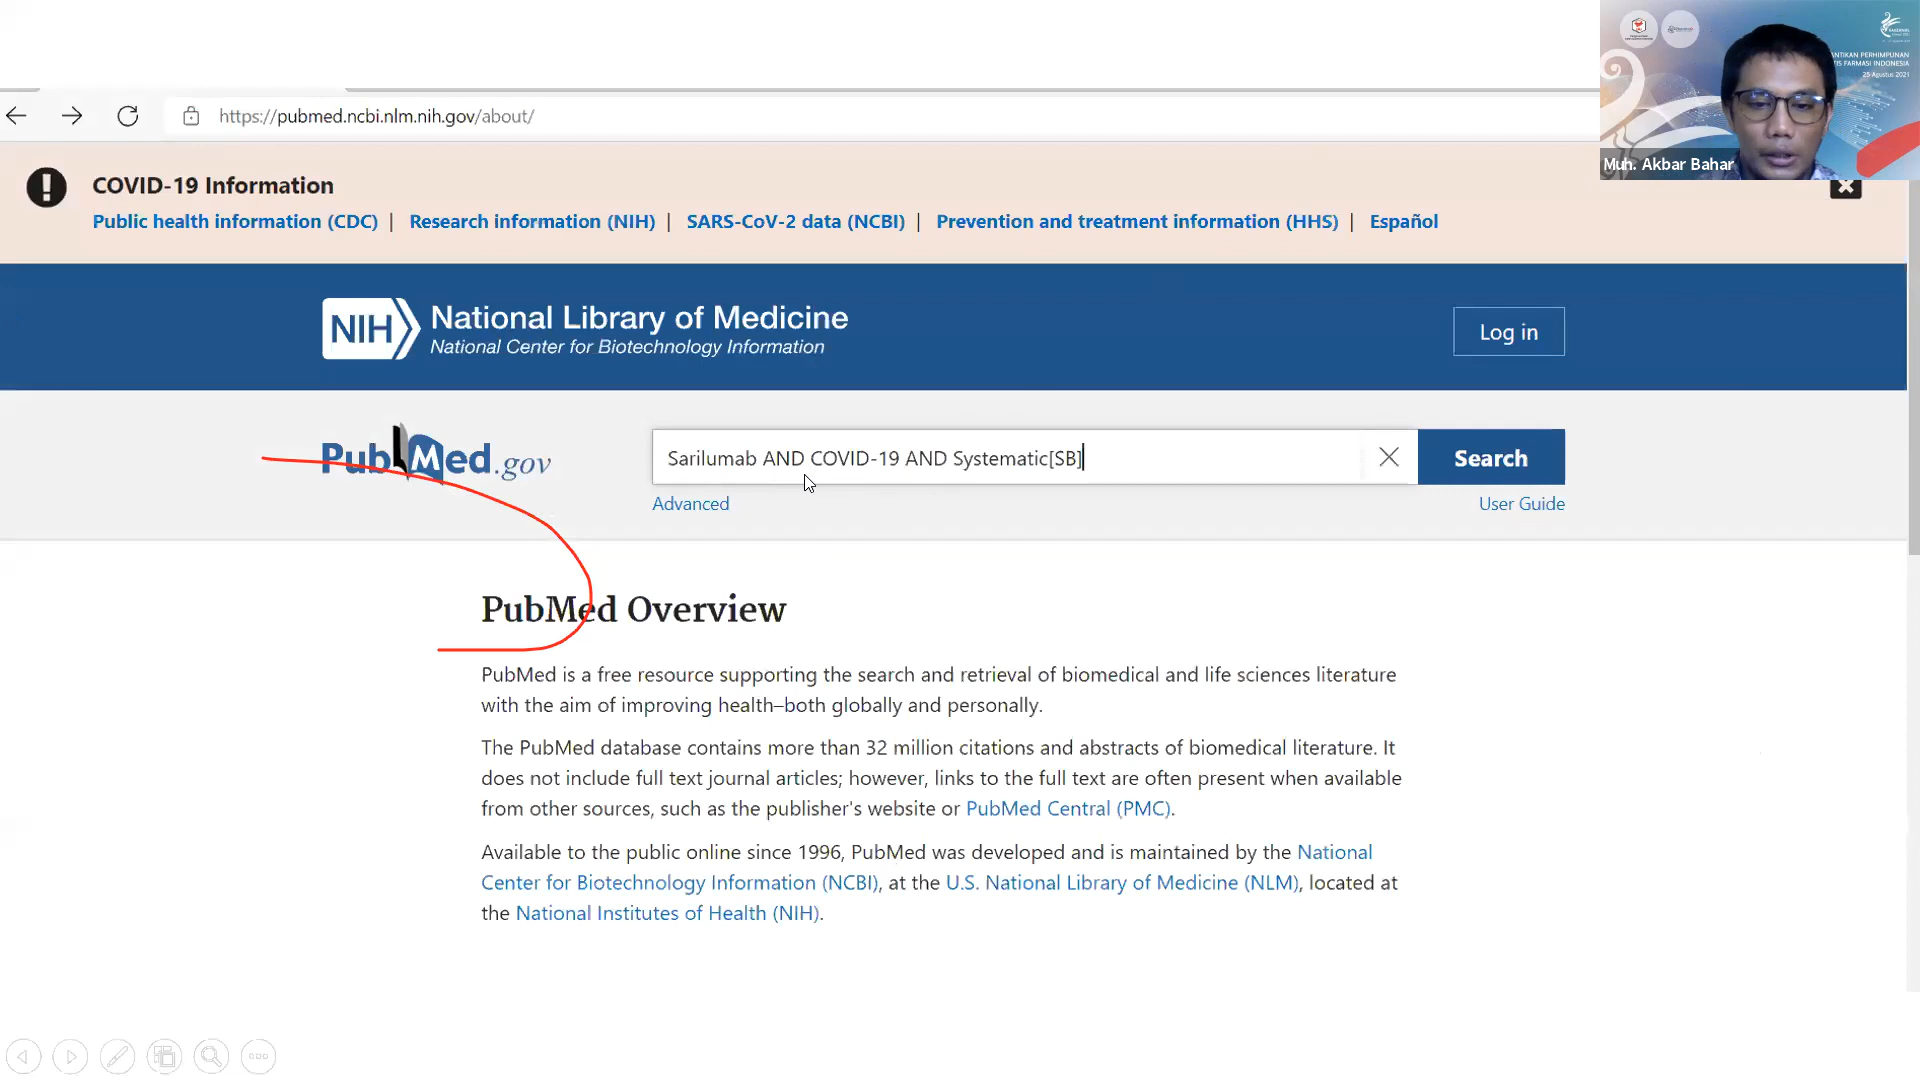 https://pubmed.ncbi.nlm.nih.gov/about/
ANTIKAN PERHIMPUNAN
IS FARMASI INDONESIA
25 Agustus 2021
Muh. Akbar Bahar
COVID-19 Information
Public health information (CDC) | Research information (NIH) | SARS-CoV-2 data (NCBI) | Prevention and treatment information (HHS) | Español
NIH National Library of Medicine
National Center for Biotechnology Information
Log in
PubMed.gov
Sarilumab AND COVID-19 AND Systematic[SB]
Search
Advanced
User Guide
PubMed Overview
PubMed is a free resource supporting the search and retrieval of biomedical and life sciences literature
with the aim of improving health–both globally and personally.
The PubMed database contains more than 32 million citations and abstracts of biomedical literature. It
does not include full text journal articles; however, links to the full text are often present when available
from other sources, such as the publisher's website or PubMed Central (PMC).
Available to the public online since 1996, PubMed was developed and is maintained by the National
Center for Biotechnology Information (NCBI), at the U.S. National Library of Medicine (NLM), located at
the National Institutes of Health (NIH).